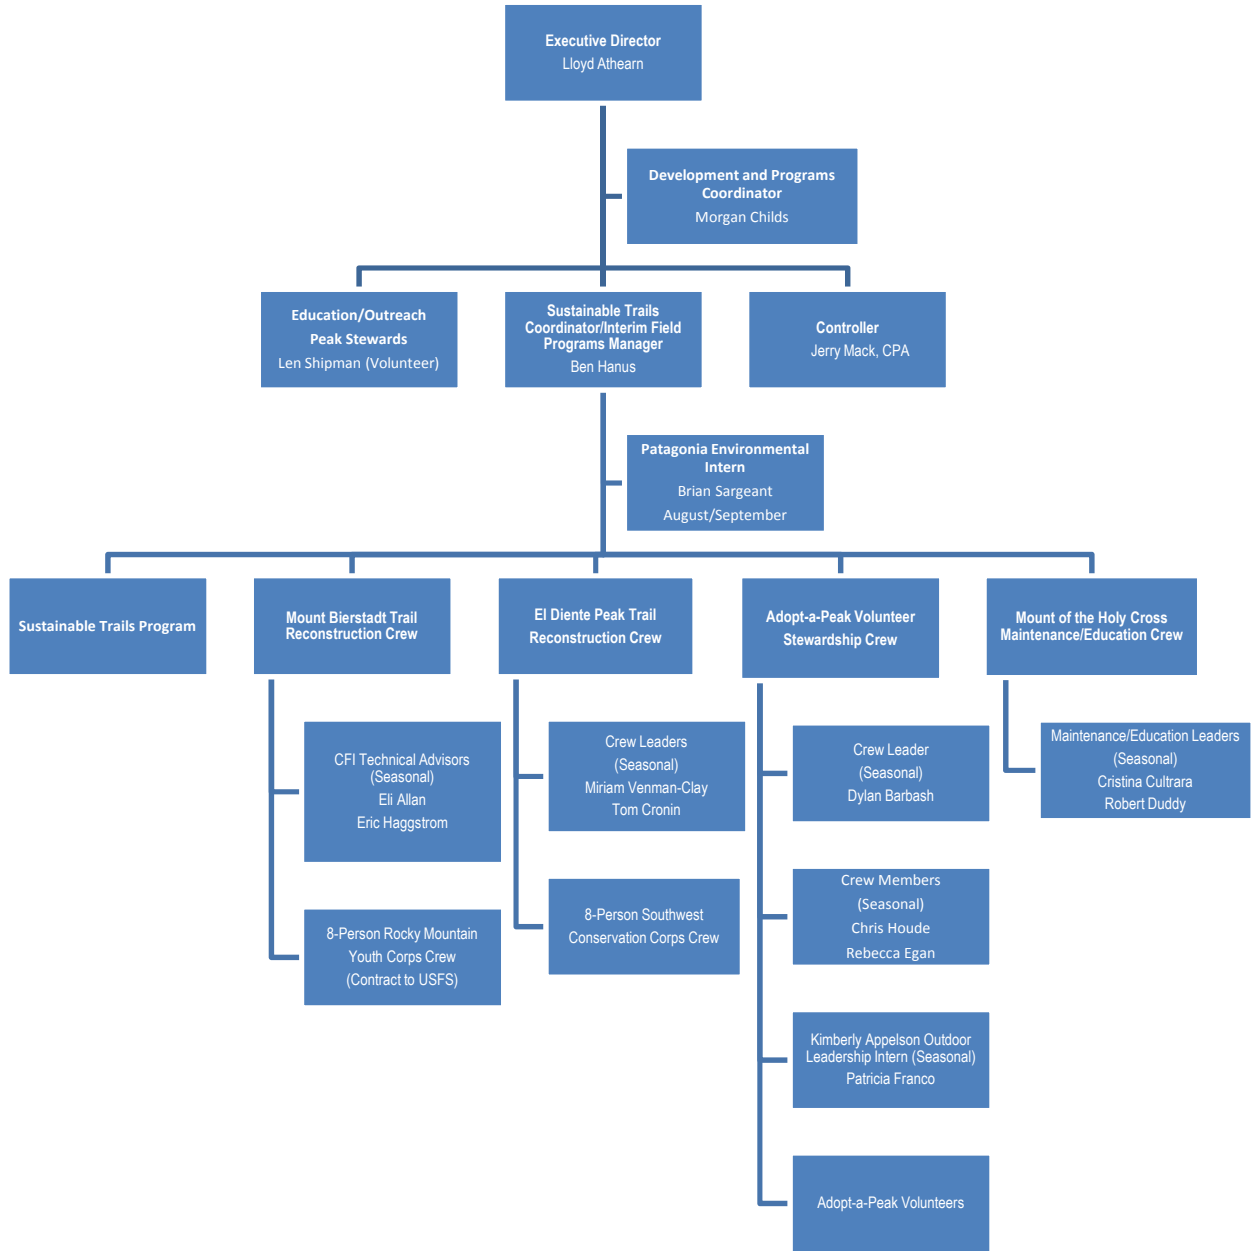 Executive Director
Lloyd Athearn
Development and Programs
Coordinator
Morgan Childs
Education/Outreach
Peak Stewards
Len Shipman (Volunteer)
Sustainable Trails
Coordinator/Interim Field
Programs Manager
Ben Hanus
Controller
Jerry Mack, CPA
Patagonia Environmental
Intern
Brian Sargeant
August/September
Sustainable Trails Program
Mount Bierstadt Trail
Reconstruction Crew
El Diente Peak Trail
Reconstruction Crew
Adopt-a-Peak Volunteer
Stewardship Crew
Mount of the Holy Cross
Maintenance/Education Crew
CFI Technical Advisors
(Seasonal)
Eli Allan
Eric Haggstrom
8-Person Rocky Mountain
Youth Corps Crew
(Contract to USFS)
Crew Leaders
(Seasonal)
Miriam Venman-Clay
Tom Cronin
8-Person Southwest
Conservation Corps Crew
Crew Leader
(Seasonal)
Dylan Barbash
Crew Members
(Seasonal)
Chris Houde
Rebecca Egan
Kimberly Appelson Outdoor
Leadership Intern (Seasonal)
Patricia Franco
Adopt-a-Peak Volunteers
Maintenance/Education Leaders
(Seasonal)
Cristina Cultrara
Robert Duddy